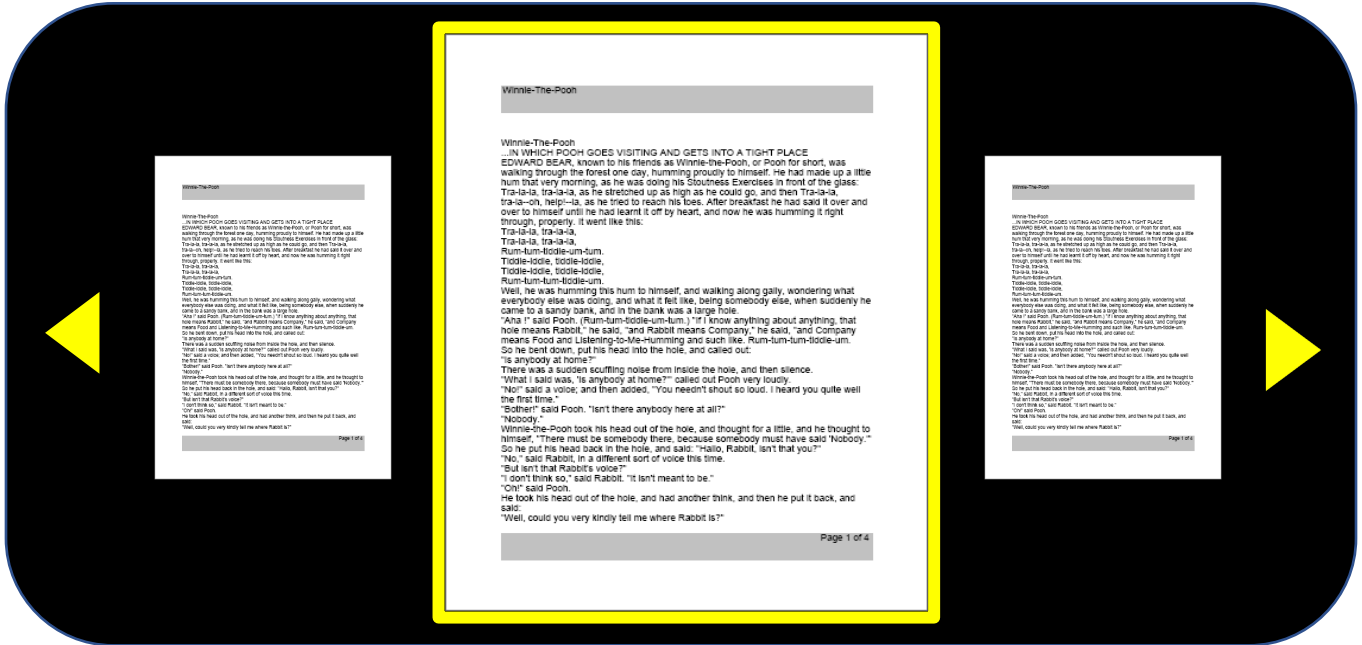 Winnie-The-Pooh
Winnie-The-Pooh
...IN WHICH POOH GOES VISITING AND GETS INTO A TIGHT PLACE
EDWARD BEAR, known to his friends as Winnie-the-Pooh, or Pooh for short, was
walking through the forest one day, humming proudly to himself. He had made up a little
hum that very morning, as he was doing his Stoutness Exercises in front of the glass:
Tra-la-la, tra-la-la, as he stretched up as high as he could go, and then Tra-la-la,
tra-la--oh, help!--la, as he tried to reach his toes. After breakfast he had said it over and
over to himself until he had learnt it off by heart, and now he was humming it right
through, properly. It went like this:
Tra-la-la, tra-la-la,
Tra-la-la, tra-la-la,
Rum-tum-tiddle-um-tum.
Tiddle-iddle, tiddle-iddle,
Tiddle-iddle, tiddle-iddle,
Rum-tum-tum-tiddle-um.
Well, he was humming this hum to himself, and walking along gaily, wondering what
everybody else was doing, and what it felt like, being somebody else, when suddenly he
came to a sandy bank, and in the bank was a large hole.
"Aha !" said Pooh. (Rum-tum-tiddle-um-tum.) "If I know anything about anything, that
hole means Rabbit," he said, "and Rabbit means Company," he said, "and Company
means Food and Listening-to-Me-Humming and such like. Rum-tum-tum-tiddle-um.
So he bent down, put his head into the hole, and called out:
"Is anybody at home?"
There was a sudden scuffling noise from inside the hole, and then silence.
"What I said was, 'Is anybody at home?'" called out Pooh very loudly.
"No!" said a voice; and then added, "You needn't shout so loud. I heard you quite well
the first time."
"Bother!" said Pooh. "Isn't there anybody here at all?"
"Nobody."
Winnie-the-Pooh took his head out of the hole, and thought for a little, and he thought to
himself, "There must be somebody there, because somebody must have said 'Nobody.'"
So he put his head back in the hole, and said: "Hallo, Rabbit, isn't that you?"
"No," said Rabbit, in a different sort of voice this time.
"But isn't that Rabbit's voice?"
"I don't think so," said Rabbit. "It isn't meant to be."
"Oh!" said Pooh.
He took his head out of the hole, and had another think, and then he put it back, and
said:
"Well, could you very kindly tell me where Rabbit is?"
Page 1 of 4